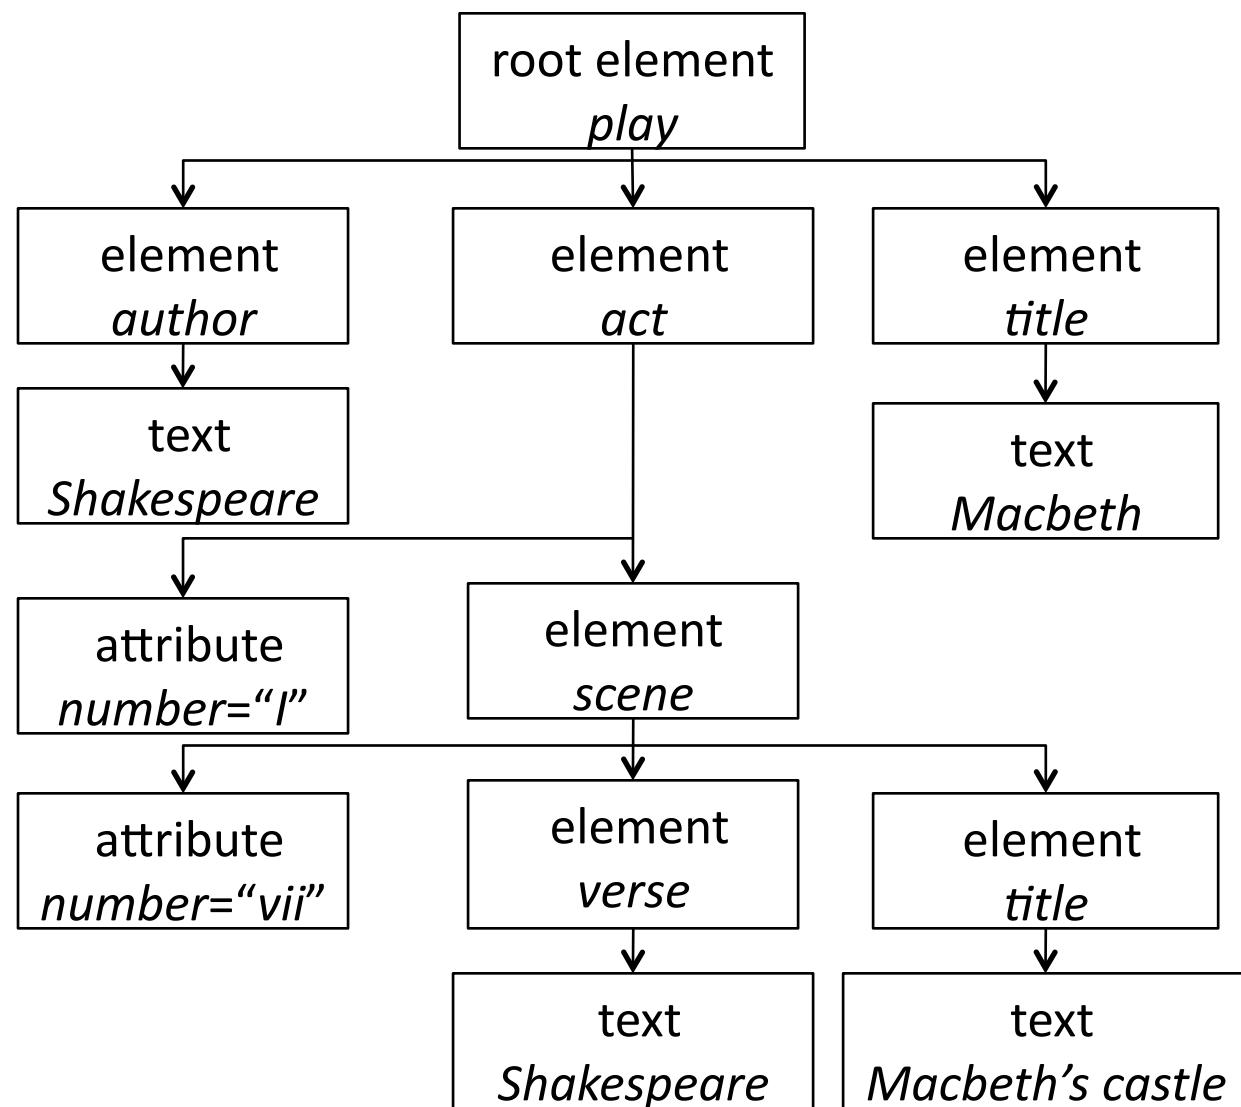 root element
play
element
author
element
act
element
title
text
Shakespeare
text
Macbeth
attribute
number=“I”
element
scene
attribute
number=“vii”
element
verse
element
title
text
Shakespeare
text
Macbeth’s castle